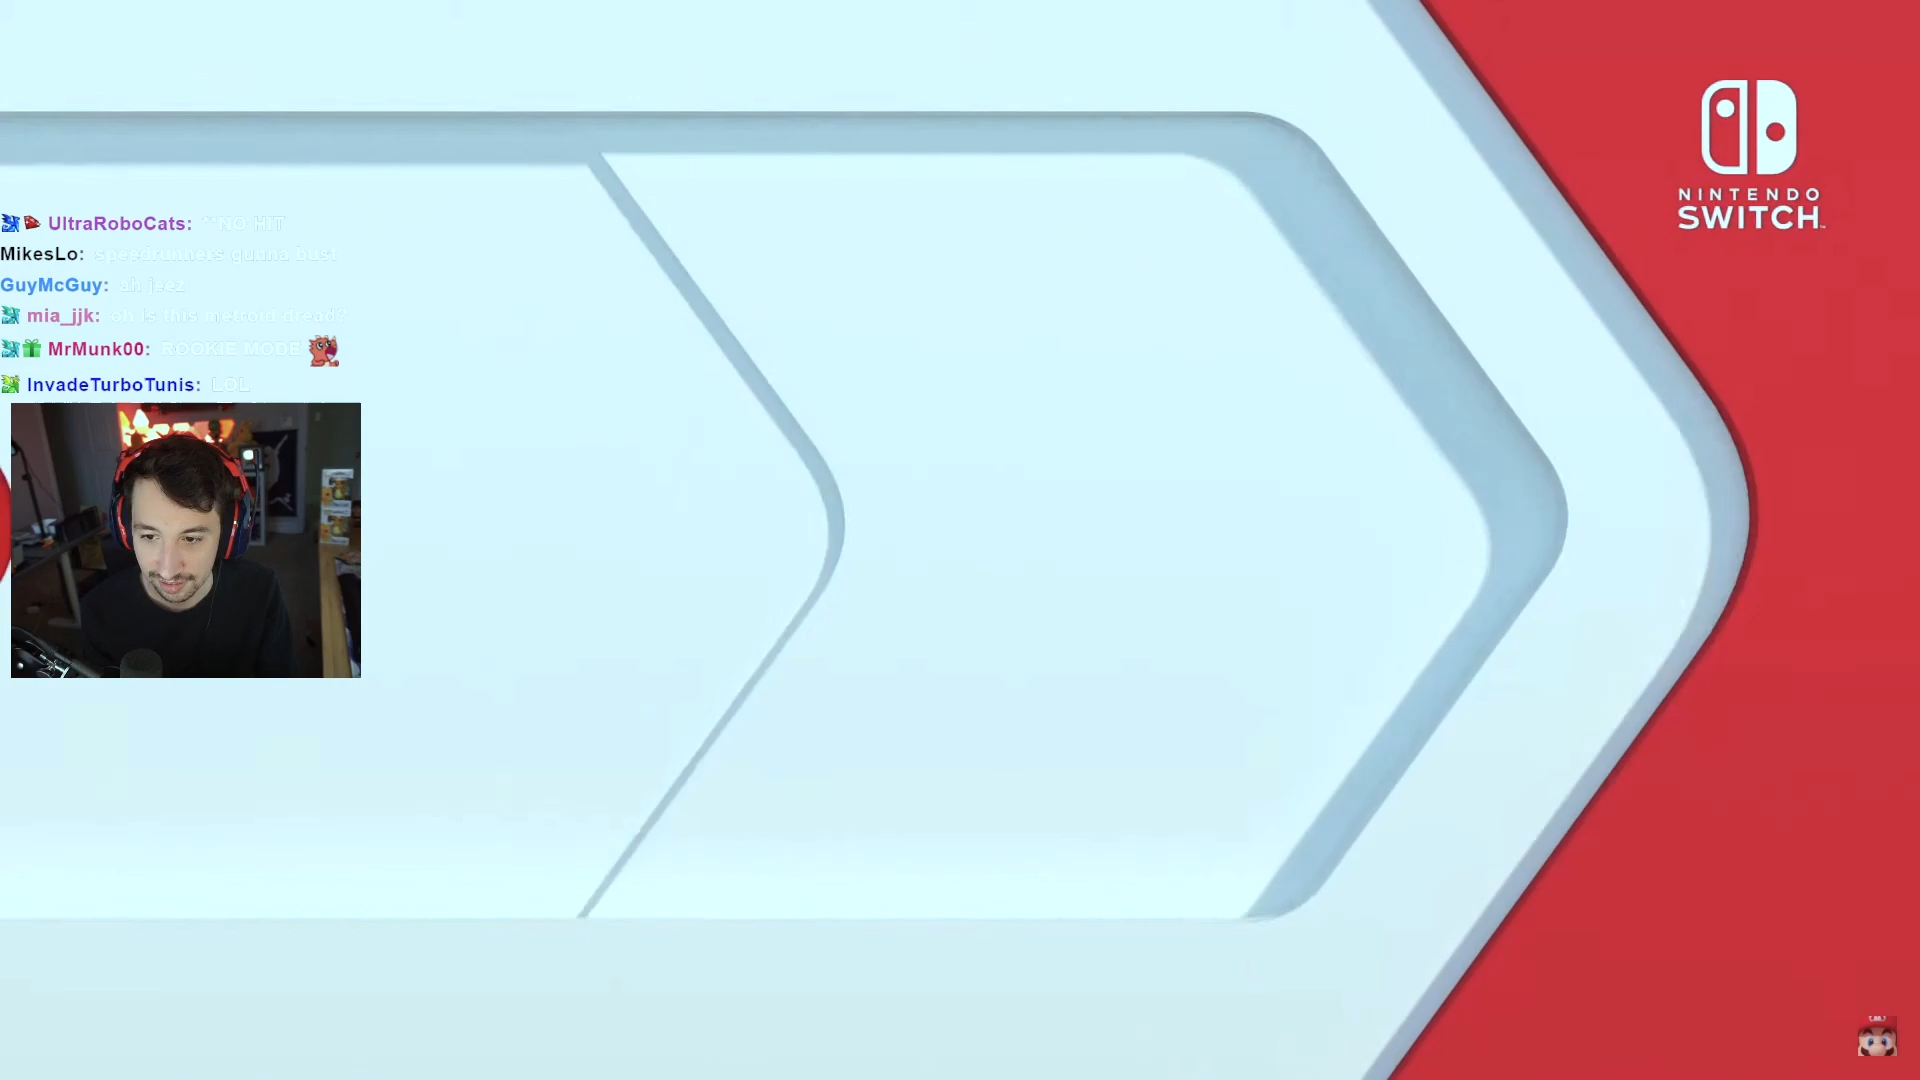 NINTENDO
SWITCH
UltraRoboCats: **NO HIT
MikesLo: speedrunners gunna bust
GuyMcGuy: ah jeez
mia_jjk: oh is this metroid dread?
MrMunk00: ROOKIE MODE
InvadeTurboTunis: LOL